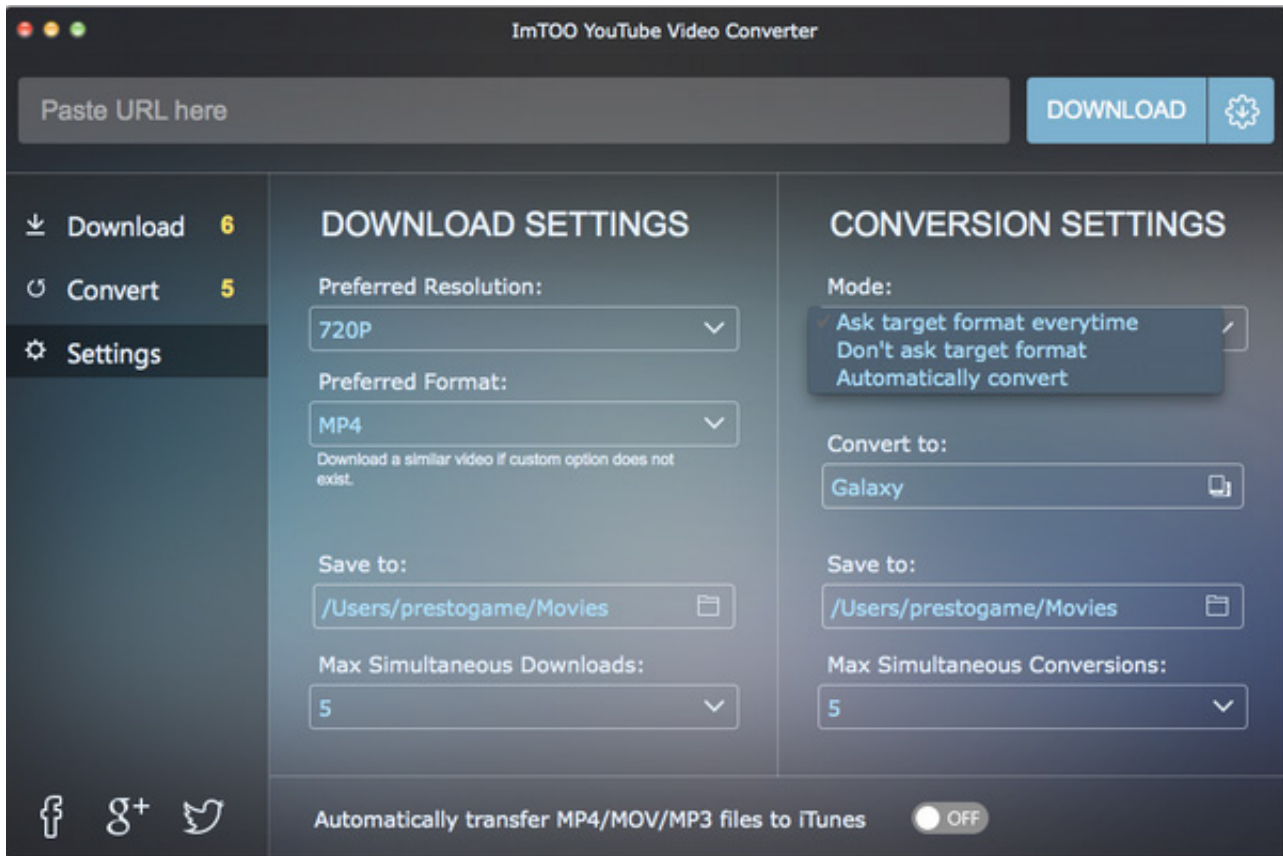 ImTOO YouTube Video Converter
Paste URL here
DOWNLOAD
Download 6
Convert 5
Settings
DOWNLOAD SETTINGS
Preferred Resolution:
720P
Preferred Format:
MP4
Download a similar video if custom option does not
exist.
Save to:
/Users/prestogame/Movies
Max Simultaneous Downloads:
5
CONVERSION SETTINGS
Mode:
✓ Ask target format everytime
Don't ask target format
Automatically convert
Convert to:
Galaxy
Save to:
/Users/prestogame/Movies
Max Simultaneous Conversions:
5
f g+
Automatically transfer MP4/MOV/MP3 files to iTunes OFF